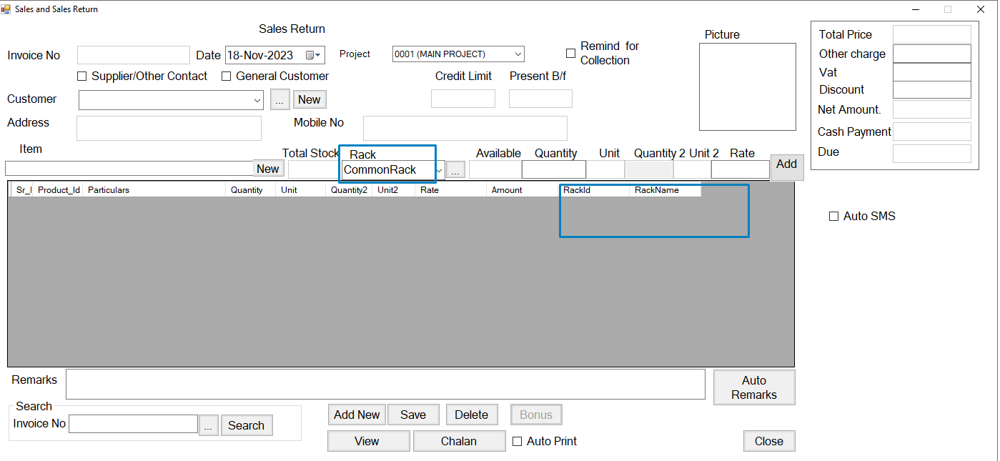 Sales and Sales Return
Sales Return
Picture
Total Price
Invoice No
Date 18-Nov-2023
Project
0001 (MAIN PROJECT)
Remind for
Collection
Other charge
Supplier/Other Contact
General Customer
Credit Limit
Present B/f
Vat
Discount
Customer
...
New
Net Amount.
Address
Mobile No
Cash Payment
Item
Total Stock
Rack
Available
Quantity
Unit
Quantity 2
Unit 2
Rate
Due
New
CommonRack
...
Add
Sr_ Product_Id Particulars Quantity Unit Quantity2 Unit2 Rate Amount RackId RackName
Auto SMS
Remarks
Auto
Remarks
Search
Invoice No
...
Search
Add New
Save
Delete
Bonus
View
Chalan
Auto Print
Close